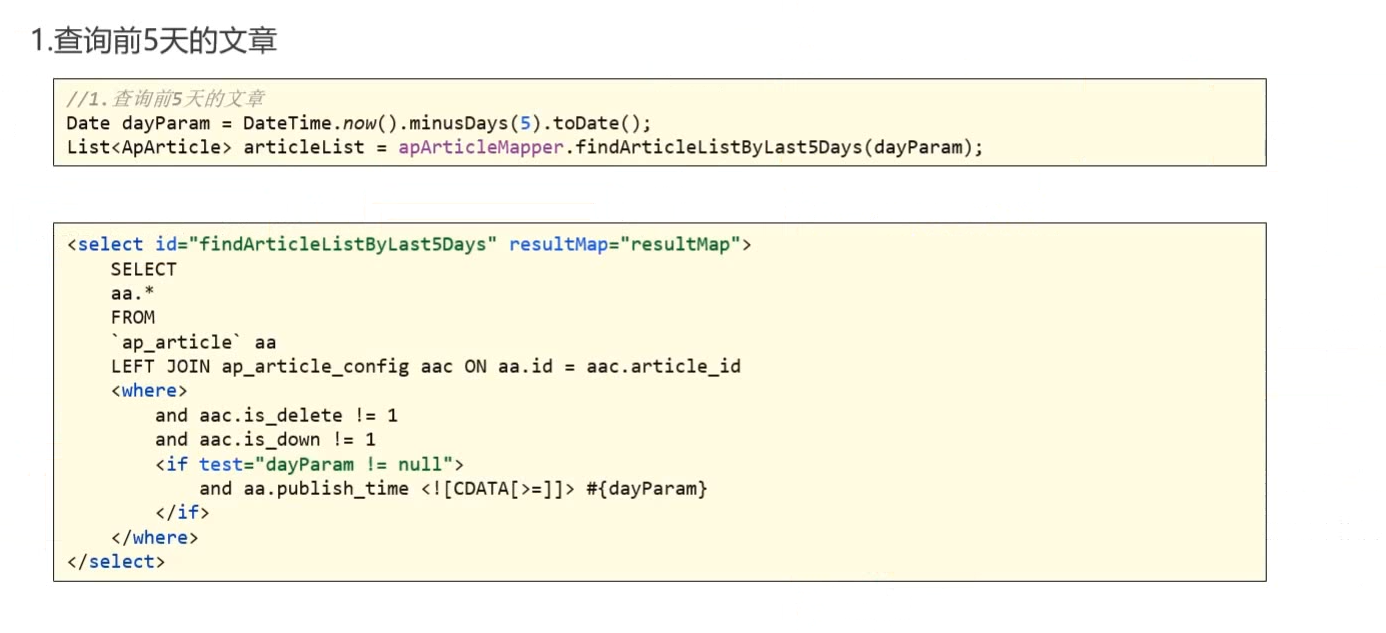 1.查询前5天的文章
//1.查询前5天的文章
Date dayParam = DateTime.now().minusDays(5).toDate();
List<ApArticle> articleList = apArticleMapper.findArticleListByLast5Days(dayParam);
<select id="findArticleListByLast5Days" resultMap="resultMap">
SELECT
aa.*
FROM
`ap_article` aa
LEFT JOIN ap_article_config aac ON aa.id = aac.article_id
<where>
and aac.is_delete != 1
and aac.is_down != 1
<if test="dayParam != null">
and aa.publish_time <![CDATA[>=]]> #{dayParam}
</if>
</where>
</select>